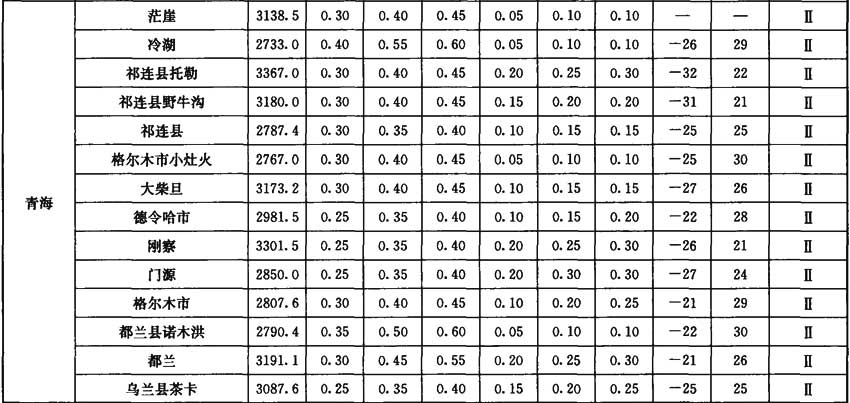 茫崖 3138.5 0.30 0.40 0.45 0.05 0.10 0.10 — — Ⅱ
冷湖 2733.0 0.40 0.55 0.60 0.05 0.10 0.10 -26 29 Ⅱ
祁连县托勒 3367.0 0.30 0.40 0.45 0.20 0.25 0.30 -32 22 Ⅱ
祁连县野牛沟 3180.0 0.30 0.40 0.45 0.15 0.20 0.20 -31 21 Ⅱ
祁连县 2787.4 0.30 0.35 0.40 0.10 0.15 0.15 -25 25 Ⅱ
格尔木市小灶火 2767.0 0.30 0.40 0.45 0.05 0.10 0.10 -25 30 Ⅱ
大柴旦 3173.2 0.30 0.40 0.45 0.10 0.15 0.15 -27 26 Ⅱ
青海
德令哈市 2981.5 0.25 0.35 0.40 0.10 0.15 0.20 -22 28 Ⅱ
刚察 3301.5 0.25 0.35 0.40 0.20 0.25 0.30 -26 21 Ⅱ
门源 2850.0 0.25 0.35 0.40 0.20 0.30 0.30 -27 24 Ⅱ
格尔木市 2807.6 0.30 0.40 0.45 0.10 0.20 0.25 -21 29 Ⅱ
都兰县诺木洪 2790.4 0.35 0.50 0.60 0.05 0.10 0.10 -22 30 Ⅱ
都兰 3191.1 0.30 0.45 0.55 0.20 0.25 0.30 -21 26 Ⅱ
乌兰县茶卡 3087.6 0.25 0.35 0.40 0.15 0.20 0.25 -25 25 Ⅱ